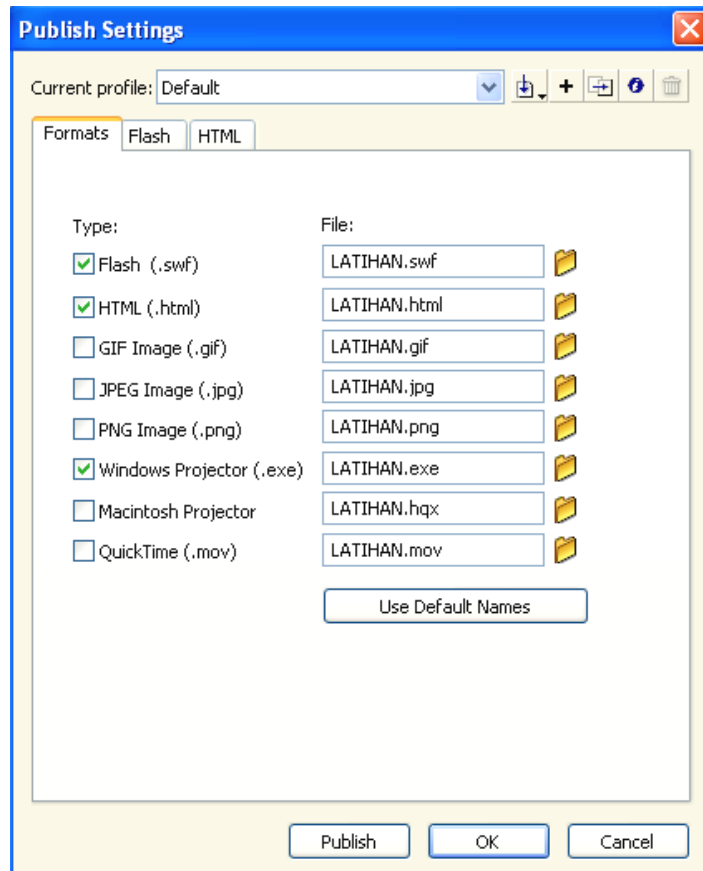 Publish Settings
Current profile: Default
Formats Flash HTML
Type: File:
Flash (.swf) LATIHAN.swf
HTML (.html) LATIHAN.html
GIF Image (.gif) LATIHAN.gif
JPEG Image (.jpg) LATIHAN.jpg
PNG Image (.png) LATIHAN.png
Windows Projector (.exe) LATIHAN.exe
Macintosh Projector LATIHAN.hqx
QuickTime (.mov) LATIHAN.mov
Use Default Names
Publish OK Cancel